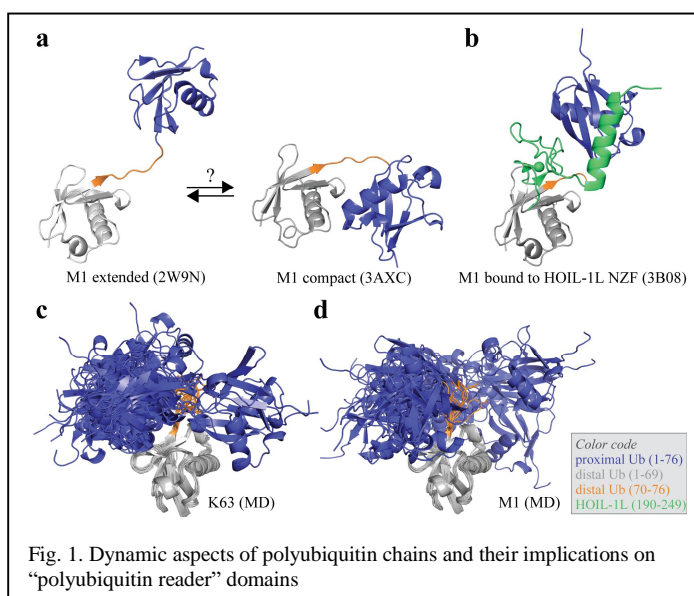 a
b
?
M1 extended (2W9N)
M1 compact (3AXC)
M1 bound to HOIL-1L NZF (3B08)
c
d
K63 (MD)
M1 (MD)
Color code
proximal Ub (1-76)
distal Ub (1-69)
distal Ub (70-76)
HOIL-1L (190-249)
Fig. 1. Dynamic aspects of polyubiquitin chains and their implications on
“polyubiquitin reader” domains